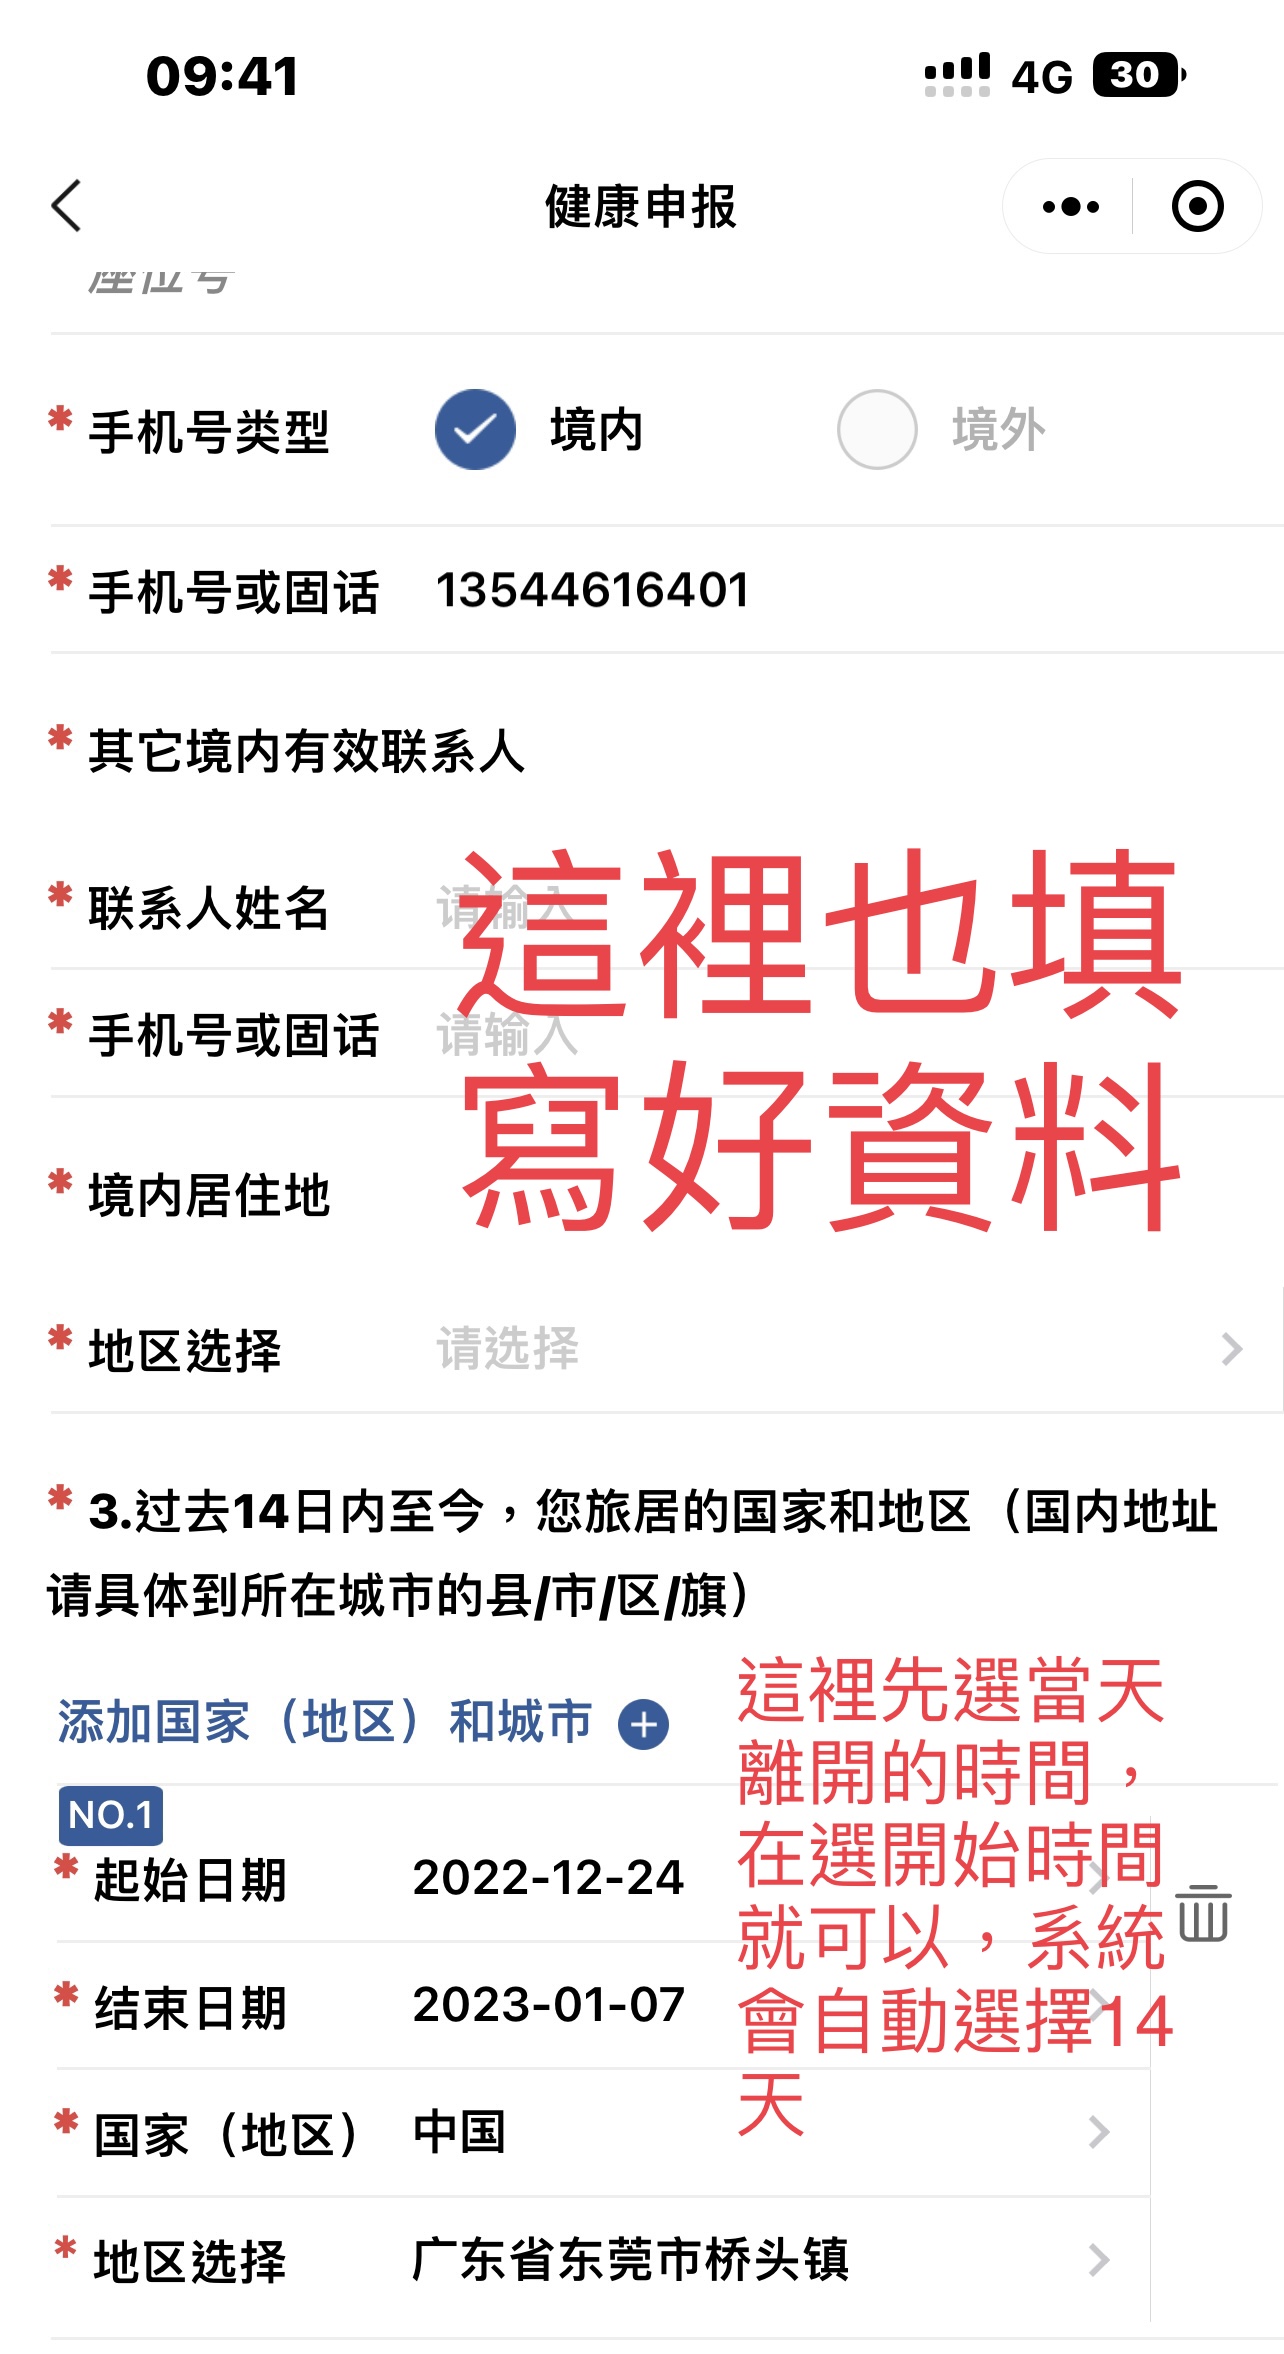 09:41
4G
30
健康申报
座位号
* 手机号类型 境内 境外
* 手机号或固话 13544616401
* 其它境内有效联系人
* 联系人姓名 请输入
* 手机号或固话 请输入
這裡也填
寫好資料
* 境内居住地
* 地区选择 请选择
* 3.过去14日内至今，您旅居的国家和地区（国内地址
请具体到所在城市的县/市/区/旗）
添加国家（地区）和城市
這裡先選當天
離開的時間，
在選開始時間
就可以，系統
會自動選擇14
天
NO.1
* 起始日期 2022-12-24
* 结束日期 2023-01-07
* 国家（地区） 中国
* 地区选择 广东省东莞市桥头镇